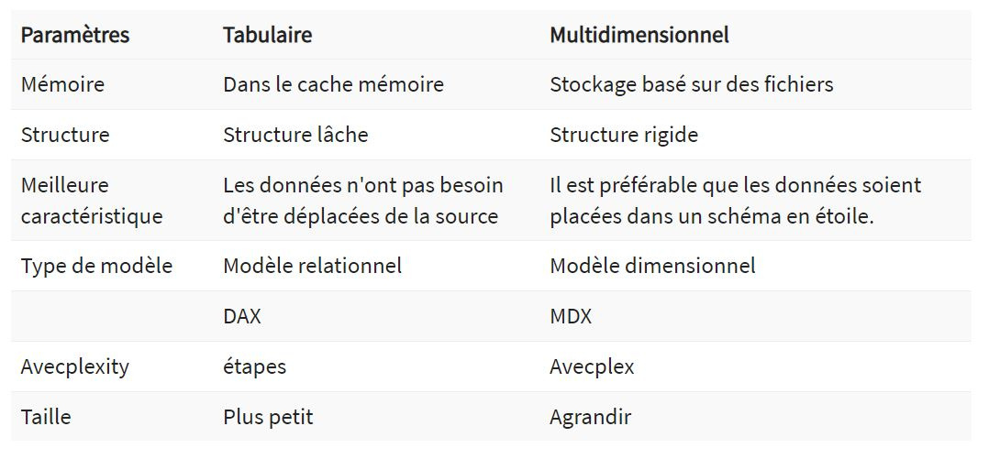 Paramètres Tabulaire Multidimensionnel
Mémoire Dans le cache mémoire Stockage basé sur des fichiers
Structure Structure lâche Structure rigide
Meilleure Les données n'ont pas besoin Il est préférable que les données soient
caractéristique d'être déplacées de la source placées dans un schéma en étoile.
Type de modèle Modèle relationnel Modèle dimensionnel
DAX MDX
Avecplexity étapes Avecplex
Taille Plus petit Agrandir